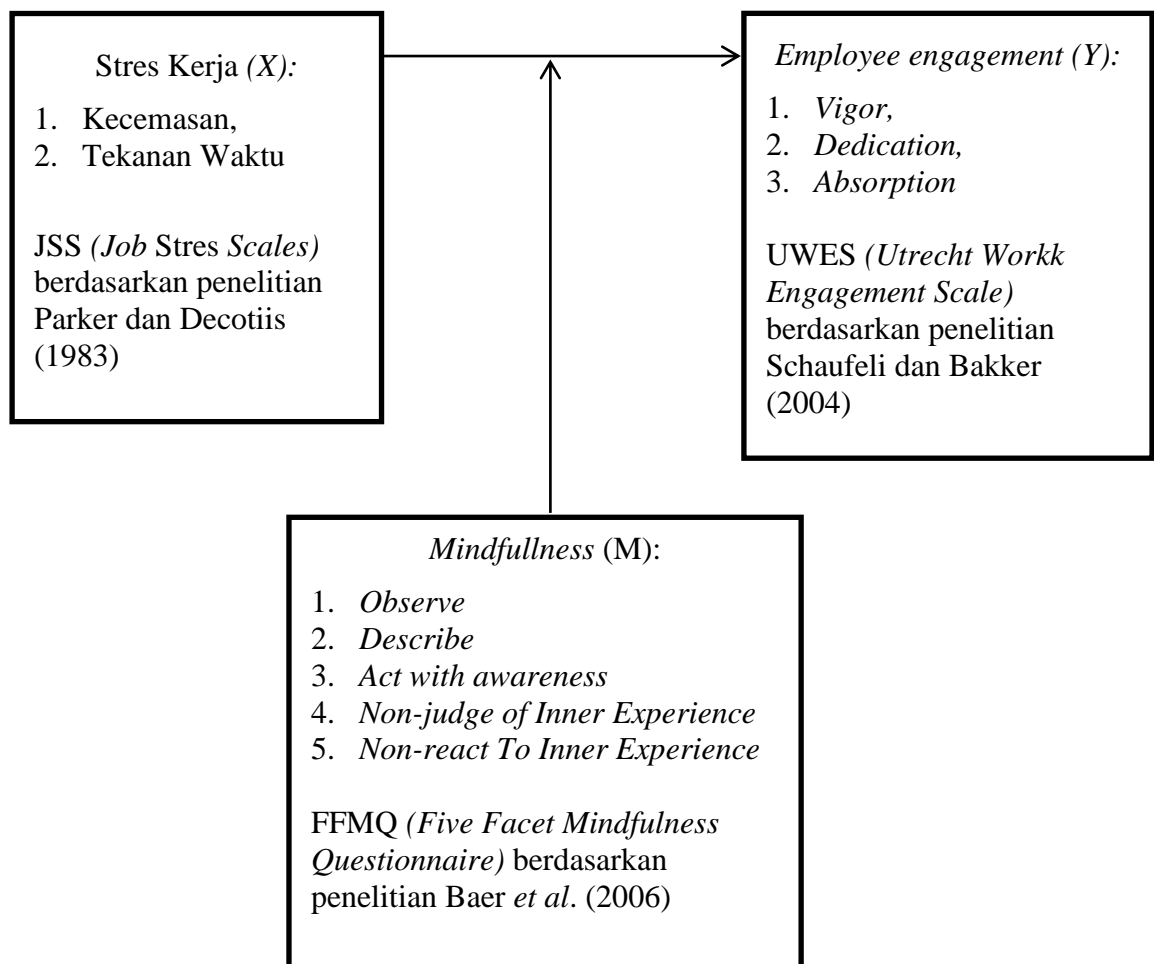 Stres Kerja (X):
1. Kecemasan,
2. Tekanan Waktu
JSS (Job Stres Scales)
berdasarkan penelitian
Parker dan Decotiis
(1983)
Employee engagement (Y):
1. Vigor,
2. Dedication,
3. Absorption
UWES (Utrecht Workk
Engagement Scale)
berdasarkan penelitian
Schaufeli dan Bakker
(2004)
Mindfullness (M):
1. Observe
2. Describe
3. Act with awareness
4. Non-judge of Inner Experience
5. Non-react To Inner Experience
FFMQ (Five Facet Mindfulness
Questionnaire) berdasarkan
penelitian Baer et al. (2006)